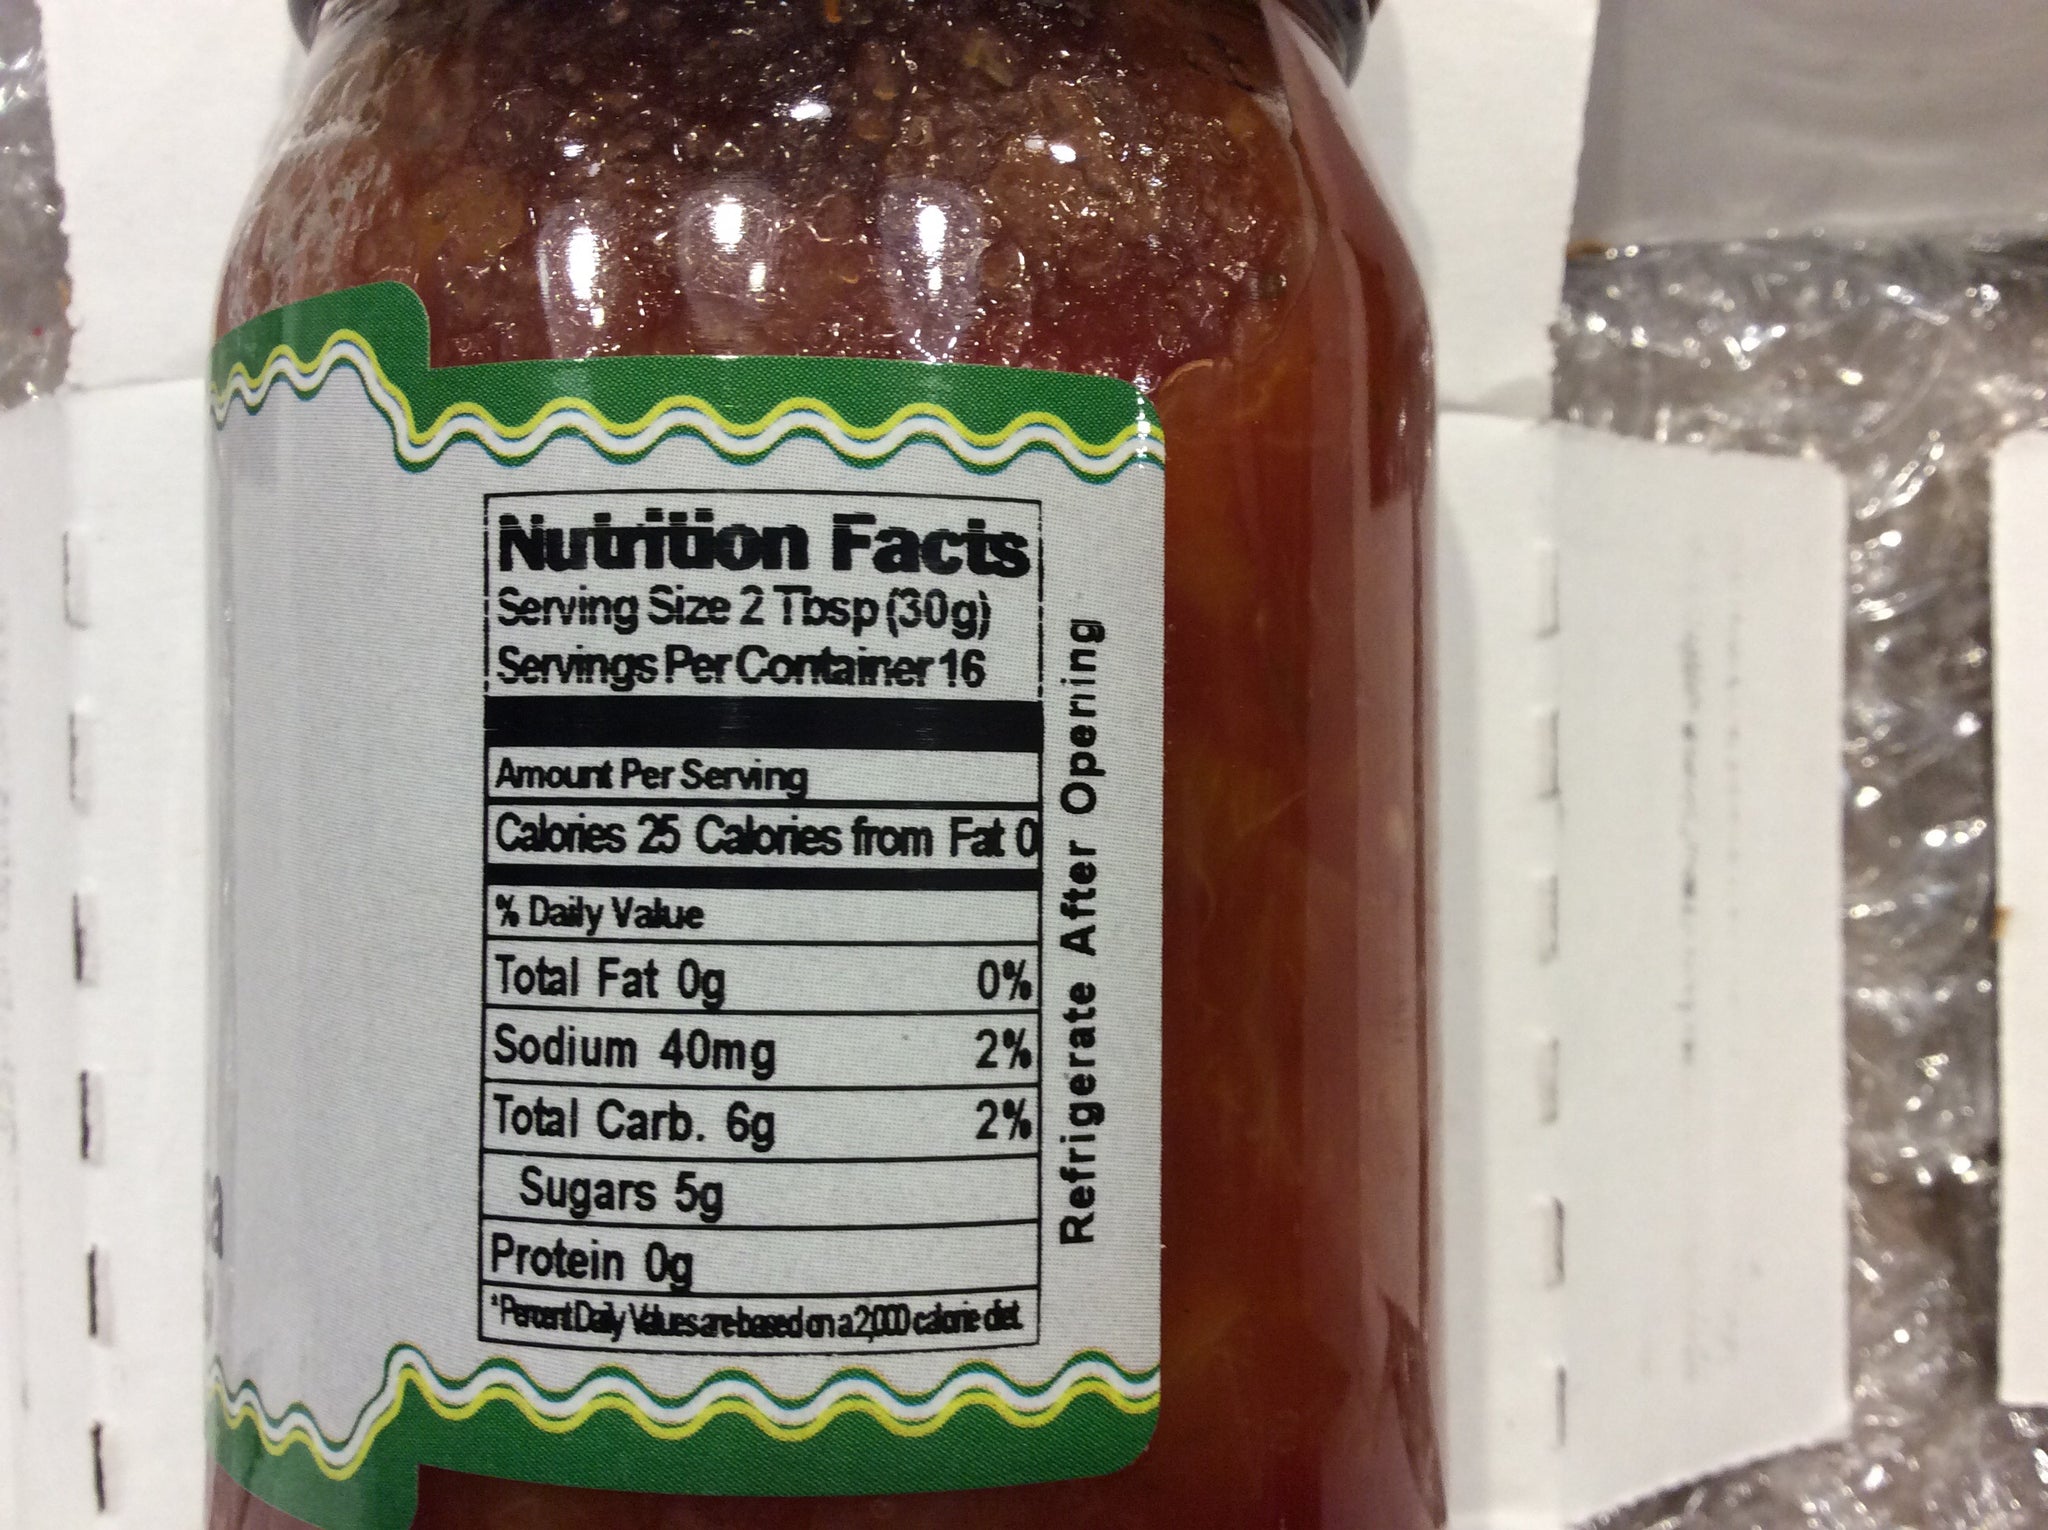 Nutrition Facts
Serving Size 2 Tbsp (30g)
Servings Per Container 16
Amount Per Serving
Calories 25 Calories from Fat 0
% Daily Value
Total Fat 0g 0%
Sodium 40mg 2%
Total Carb. 6g 2%
Sugars 5g
Protein 0g
*Percent Daily Values are based on a 2,000 calorie diet.
Refrigerate After Opening